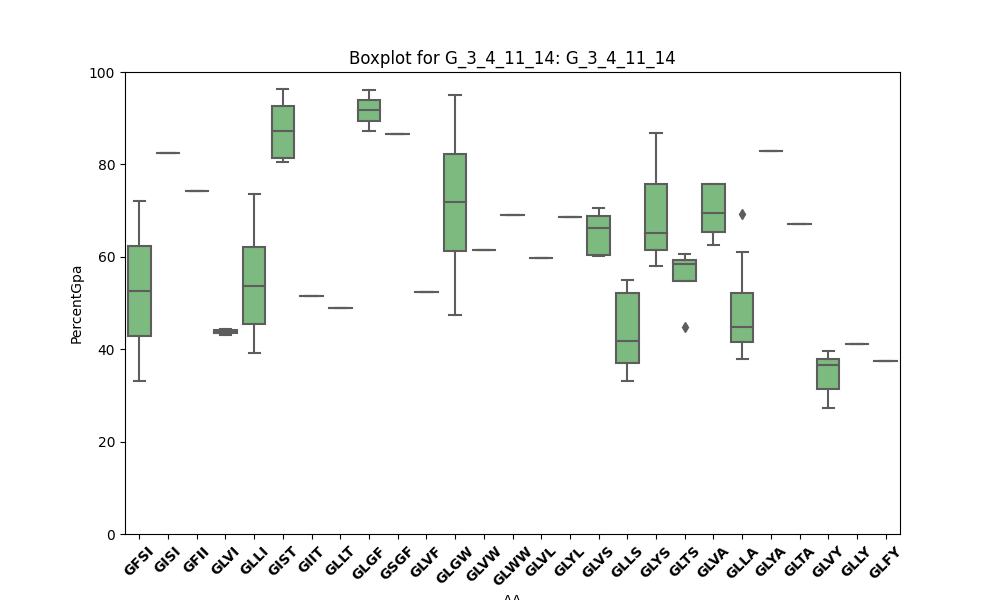 Boxplot for G_3_4_11_14: G_3_4_11_14
100
80
60
40
20
0
PercentGpa
GFSI GISI GFII GLVI GLLI GIST GIIT GLLT GLGF GSGF GLVF GLGW GLVW GLWW GLVL GLYL GLVS GLLS GLYS GLTS GLVA GLLA GLYA GLTA GLVY GLLY GLFY
AA